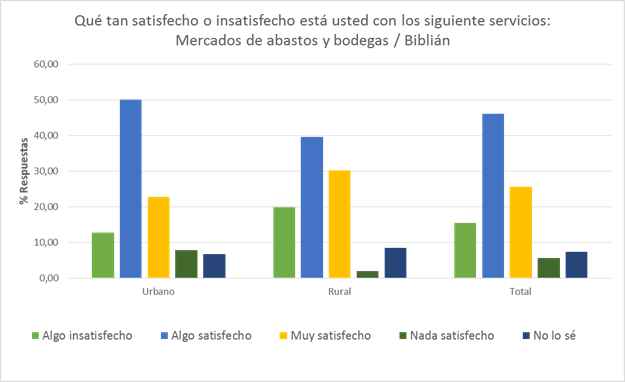 Qué tan satisfecho o insatisfecho está usted con los siguiente servicios:
Mercados de abastos y bodegas / Biblián
60,00
50,00
40,00
30,00
20,00
10,00
0,00
% Respuestas
Urbano
Rural
Total
Algo insatisfecho
Algo satisfecho
Muy satisfecho
Nada satisfecho
No lo sé